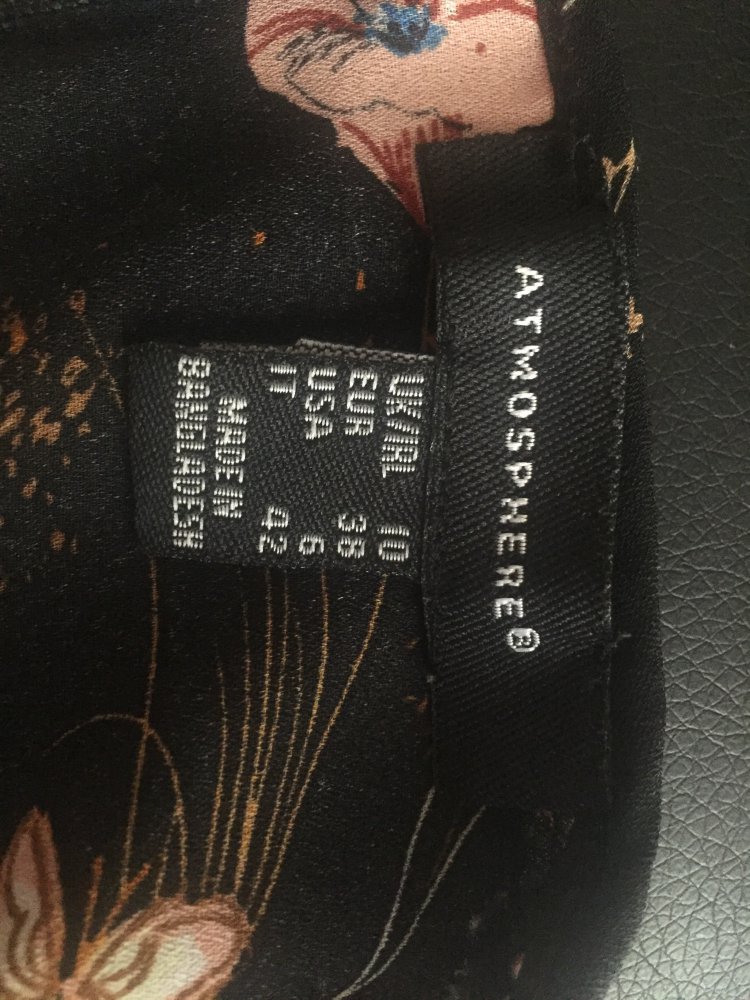 ATMOSPHERE®
UK/IRL 10
EUR 38
USA 6
IT 42
MADE IN
BANGLADESH